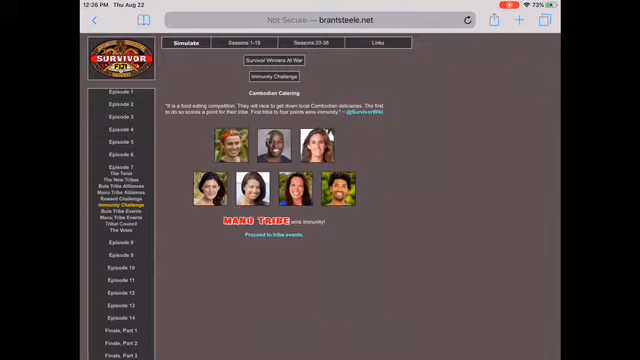 12:26 PM Thu Aug 22
73%
Not Secure — brantsteele.net
SURVIVOR
FIJI
Simulate
Seasons 1-19
Seasons 20-38
Links
Survivor Winners At War
Immunity Challenge
Cambodian Catering
"It is a food eating competition. They will race to get down local Cambodian delicacies. The first
to do so scores a point for their tribe. First tribe to four points wins immunity." ~ @SurvivorWiki
MANU TRIBE wins immunity!
Proceed to tribe events.
Episode 1
Episode 2
Episode 3
Episode 4
Episode 5
Episode 6
Episode 7
The Twist
The New Tribes
Bula Tribe Alliances
Manu Tribe Alliances
Reward Challenge
Immunity Challenge
Bula Tribe Events
Manu Tribe Events
Tribal Council
The Votes
Episode 8
Episode 9
Episode 10
Episode 11
Episode 12
Episode 13
Episode 14
Finale, Part 1
Finale, Part 2
Finale, Part 3